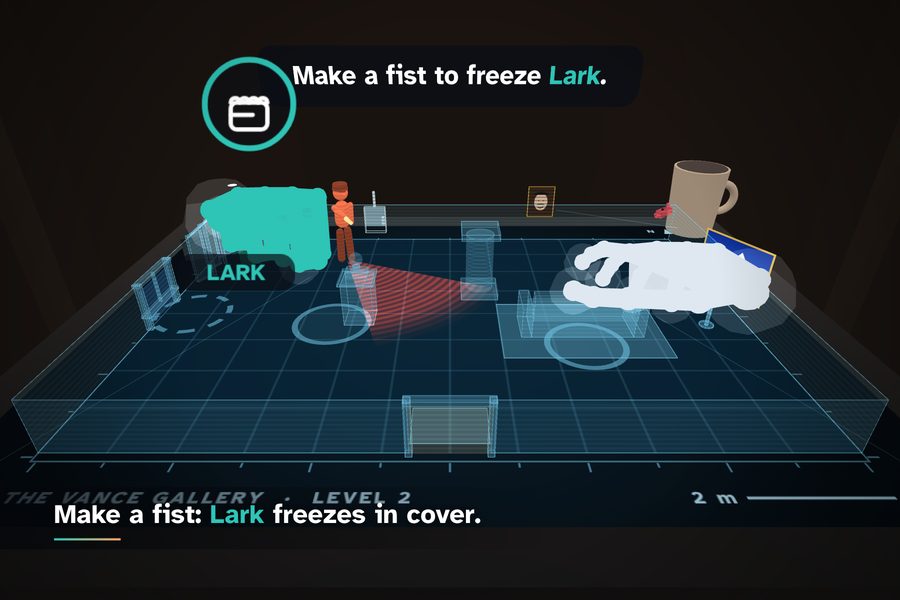 Make a fist to freeze Lark.
LARK
THE VANCE GALLERY · LEVEL 2
2 m
Make a fist: Lark freezes in cover.